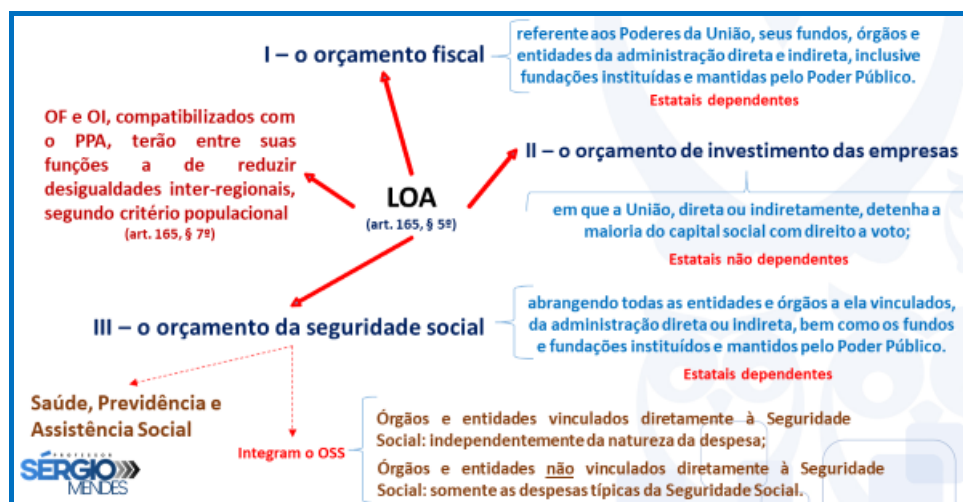 I – o orçamento fiscal
referente aos Poderes da União, seus fundos, órgãos e
entidades da administração direta e indireta, inclusive
fundações instituídas e mantidas pelo Poder Público.
Estatais dependentes
OF e OI, compatibilizados com
o PPA, terão entre suas
funções a de reduzir
desigualdades inter-regionais,
segundo critério populacional
(art. 165, § 7º)
LOA
(art. 165, § 5º)
II – o orçamento de investimento das empresas
em que a União, direta ou indiretamente, detenha a
maioria do capital social com direito a voto;
Estatais não dependentes
III – o orçamento da seguridade social
abrangendo todas as entidades e órgãos a ela vinculados,
da administração direta ou indireta, bem como os fundos
e fundações instituídos e mantidos pelo Poder Público.
Estatais dependentes
Saúde, Previdência e
Assistência Social
Integram o OSS
Órgãos e entidades vinculados diretamente à Seguridade
Social: independentemente da natureza da despesa;
Órgãos e entidades não vinculados diretamente à Seguridade
Social: somente as despesas típicas da Seguridade Social.
PROFESSOR
SÉRGIO
MENDES